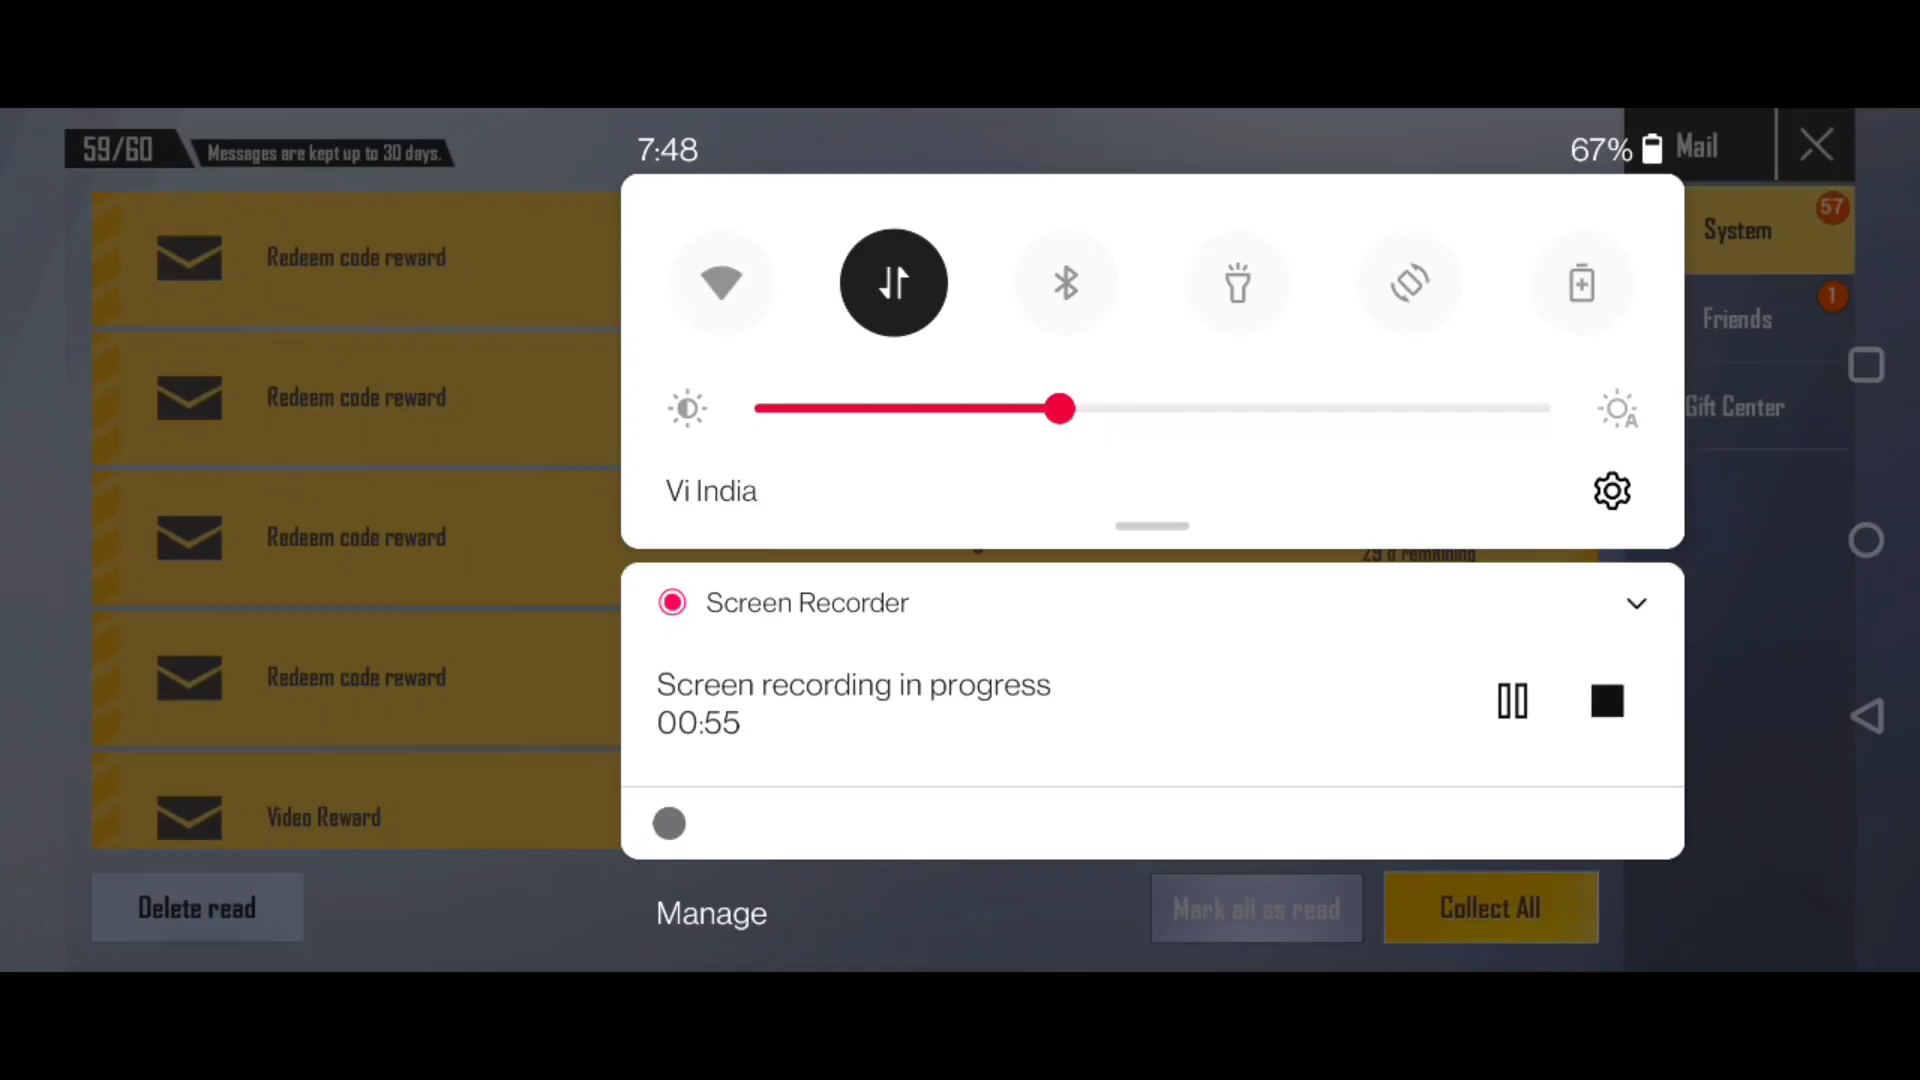 59/60
Messages are kept up to 30 days.
7:48
67%
Mail
System
57
Friends
1
Gift Center
Redeem code reward
Redeem code reward
Redeem code reward
Redeem code reward
Video Reward
A
Vi India
29 d remaining
Screen Recorder
Screen recording in progress
00:55
Manage
Delete read
Mark all as read
Collect All